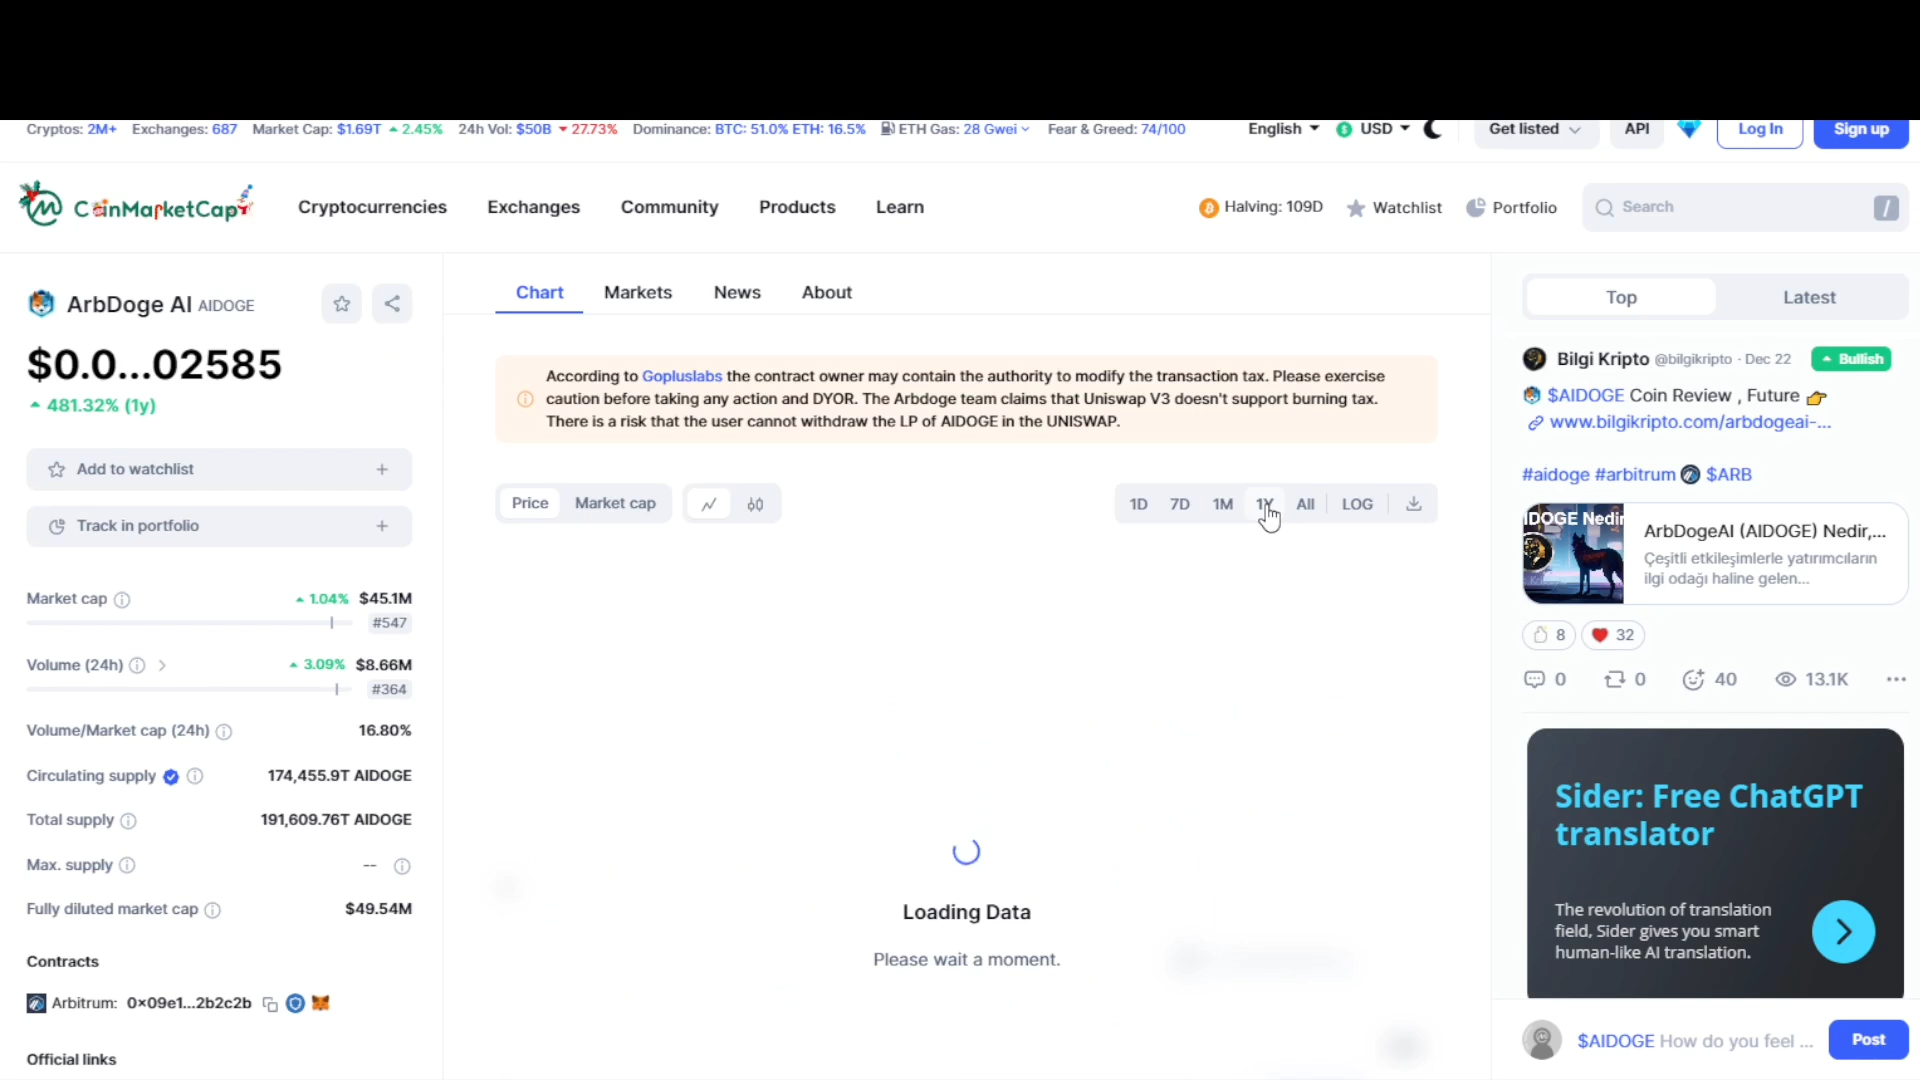 Cryptos: 2M+ Exchanges: 687 Market Cap: $1.69T 2.45% 24h Vol: $50B 27.73% Dominance: BTC: 51.0% ETH: 16.5% ETH Gas: 28 Gwei Fear & Greed: 74/100 English $ USD Get listed API Log In Sign up
CoinMarketCap Cryptocurrencies Exchanges Community Products Learn Halving: 109D Watchlist Portfolio Search /
ArbDoge AI AIDOGE
$0.0...02585
481.32% (1y)
Add to watchlist +
Track in portfolio +
Market cap 1.04% $45.1M
#547
Volume (24h) 3.09% $8.66M
#364
Volume/Market cap (24h) 16.80%
Circulating supply 174,455.9T AIDOGE
Total supply 191,609.76T AIDOGE
Max. supply --
Fully diluted market cap $49.54M
Contracts
Arbitrum: 0x09e1...2b2c2b
Official links
Chart Markets News About
According to Gopluslabs the contract owner may contain the authority to modify the transaction tax. Please exercise
caution before taking any action and DYOR. The Arbdoge team claims that Uniswap V3 doesn't support burning tax.
There is a risk that the user cannot withdraw the LP of AIDOGE in the UNISWAP.
Price Market cap 1D 7D 1M 1Y All LOG
Loading Data
Please wait a moment.
Top Latest
Bilgi Kripto @bilgikripto · Dec 22 Bullish
$AIDOGE Coin Review , Future 👉
www.bilgikripto.com/arbdogeai-...
#aidoge #arbitrum $ARB
IDOGE Nedir
ArbDogeAI (AIDOGE) Nedir,...
Çeşitli etkileşimlerle yatırımcıların
ilgi odağı haline gelen...
8 32
0 0 40 13.1K
Sider: Free ChatGPT
translator
The revolution of translation
field, Sider gives you smart
human-like AI translation.
$AIDOGE How do you feel ... Post